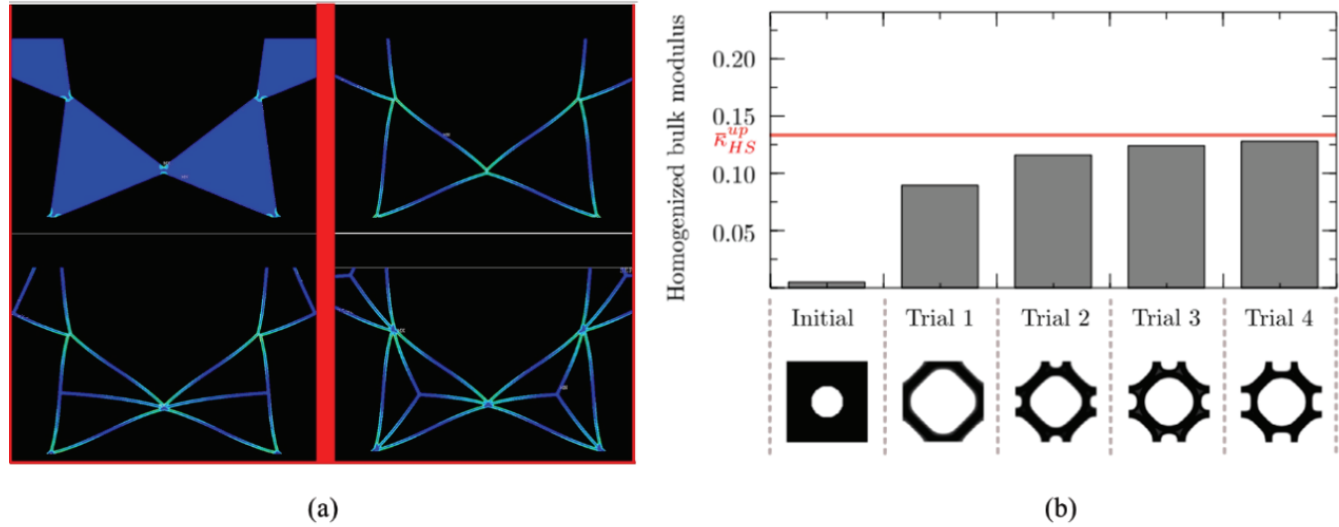 Homogenized bulk modulus
0.20
0.15
κ̄_HS^up
0.10
0.05
Initial Trial 1 Trial 2 Trial 3 Trial 4
(a) (b)